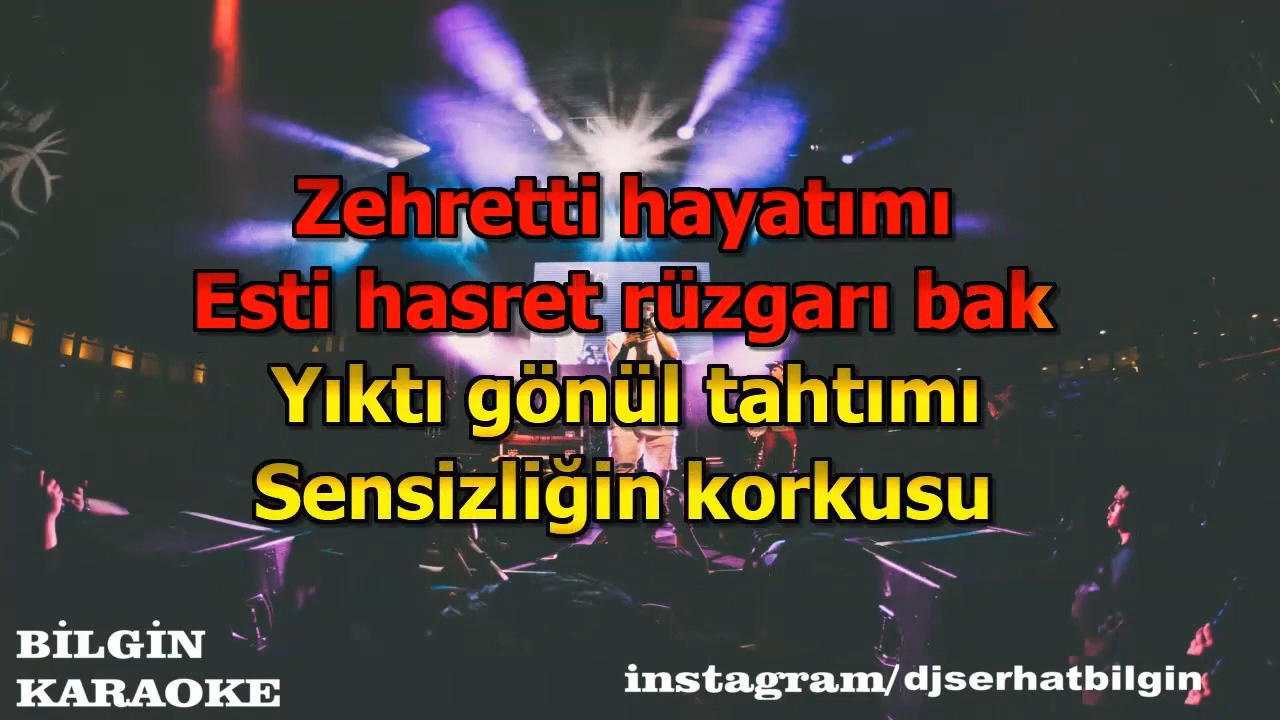 Zehretti hayatımı
Esti hasret rüzgarı bak
Yıktı gönül tahtımı
Sensizliğin korkusu
BİLGİN
KARAOKE
instagram/djserhatbilgin